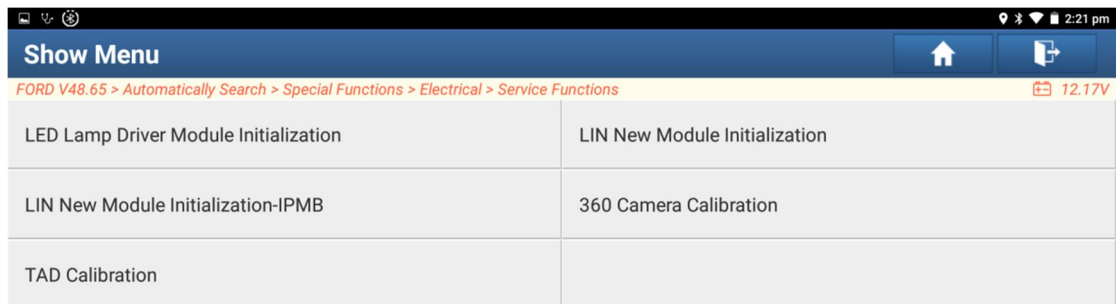 2:21 pm
Show Menu
FORD V48.65 > Automatically Search > Special Functions > Electrical > Service Functions
12.17V
LED Lamp Driver Module Initialization
LIN New Module Initialization
LIN New Module Initialization-IPMB
360 Camera Calibration
TAD Calibration